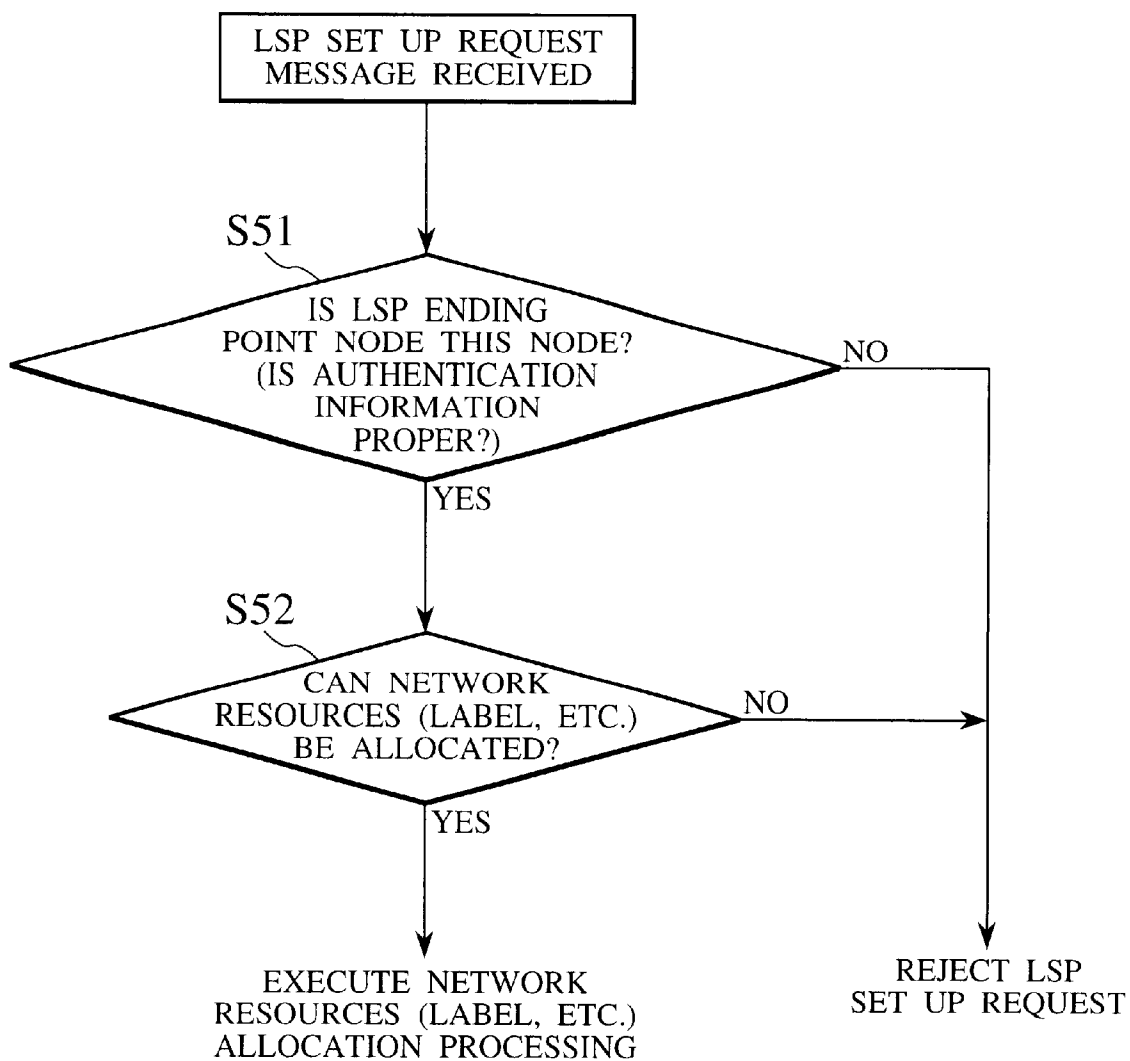 LSP SET UP REQUEST
MESSAGE RECEIVED
S51
IS LSP ENDING
POINT NODE THIS NODE?
(IS AUTHENTICATION
INFORMATION
PROPER?)
NO
YES
S52
CAN NETWORK
RESOURCES (LABEL, ETC.)
BE ALLOCATED?
NO
YES
EXECUTE NETWORK
RESOURCES (LABEL, ETC.)
ALLOCATION PROCESSING
REJECT LSP
SET UP REQUEST